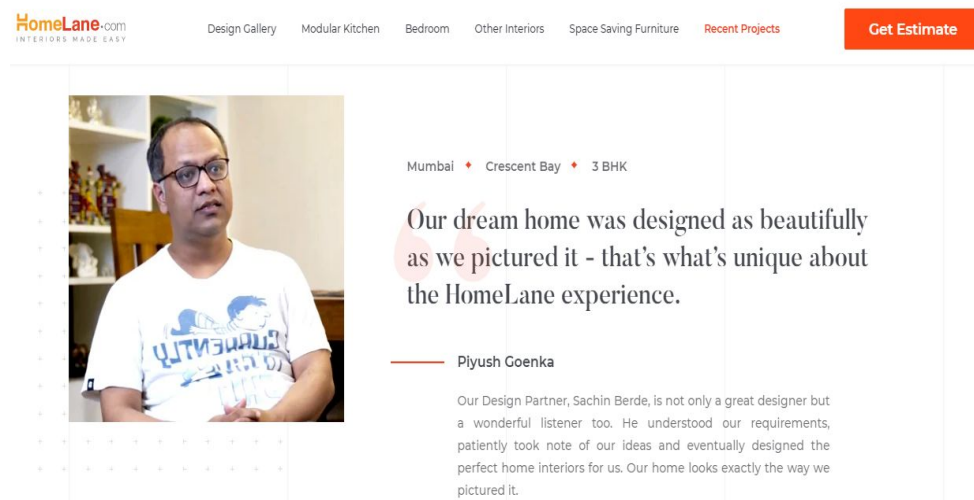 HomeLane.com
INTERIORS MADE EASY
Design Gallery Modular Kitchen Bedroom Other Interiors Space Saving Furniture Recent Projects Get Estimate
Mumbai ♦ Crescent Bay ♦ 3 BHK
Our dream home was designed as beautifully
as we pictured it - that's what's unique about
the HomeLane experience.
Piyush Goenka
Our Design Partner, Sachin Berde, is not only a great designer but
a wonderful listener too. He understood our requirements,
patiently took note of our ideas and eventually designed the
perfect home interiors for us. Our home looks exactly the way we
pictured it.
CURRENTLY